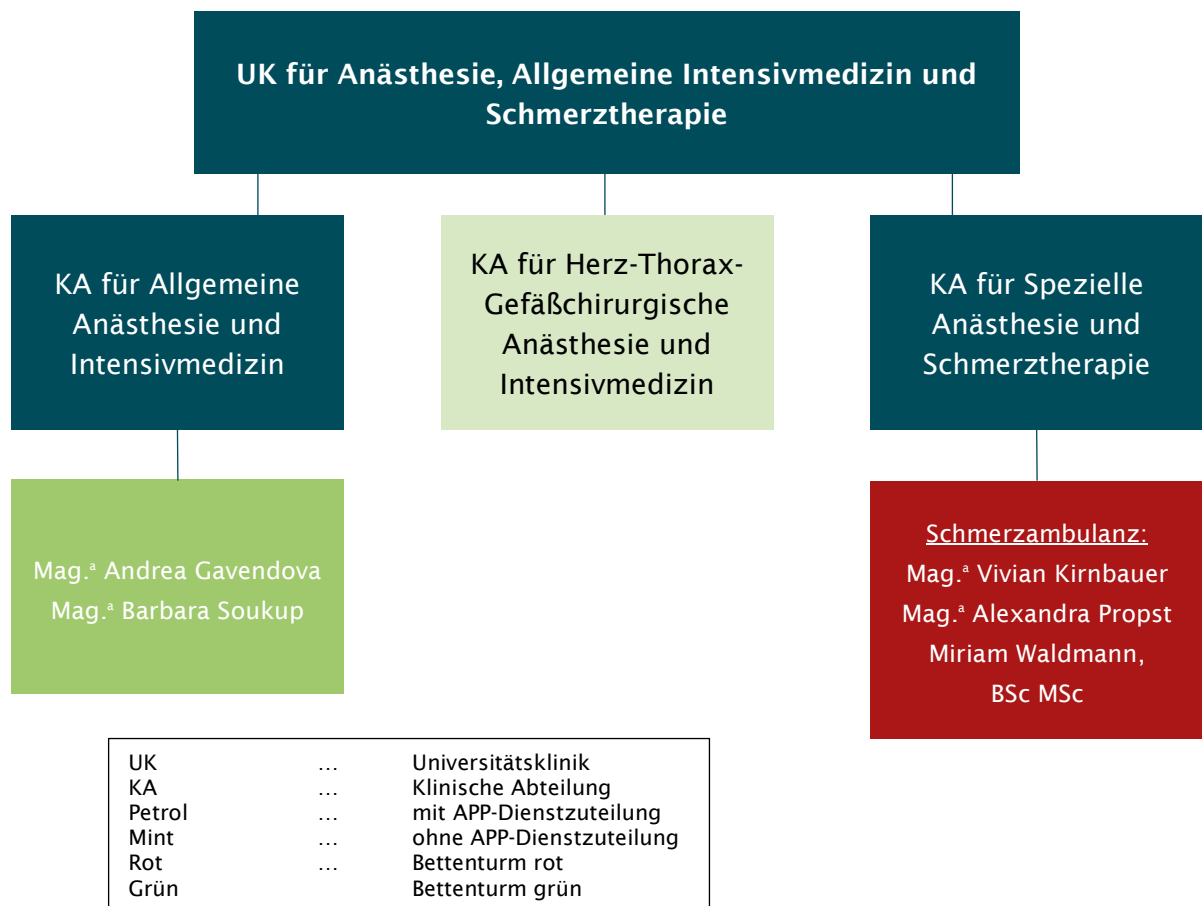 UK für Anästhesie, Allgemeine Intensivmedizin und
Schmerztherapie
KA für Allgemeine
Anästhesie und
Intensivmedizin
KA für Herz-Thorax-
Gefäßchirurgische
Anästhesie und
Intensivmedizin
KA für Spezielle
Anästhesie und
Schmerztherapie
Mag.ᵃ Andrea Gavendova
Mag.ᵃ Barbara Soukup
Schmerzambulanz:
Mag.ᵃ Vivian Kirnbauer
Mag.ᵃ Alexandra Propst
Miriam Waldmann,
BSc MSc
UK … Universitätsklinik
KA … Klinische Abteilung
Petrol … mit APP-Dienstzuteilung
Mint … ohne APP-Dienstzuteilung
Rot … Bettenturm rot
Grün Bettenturm grün